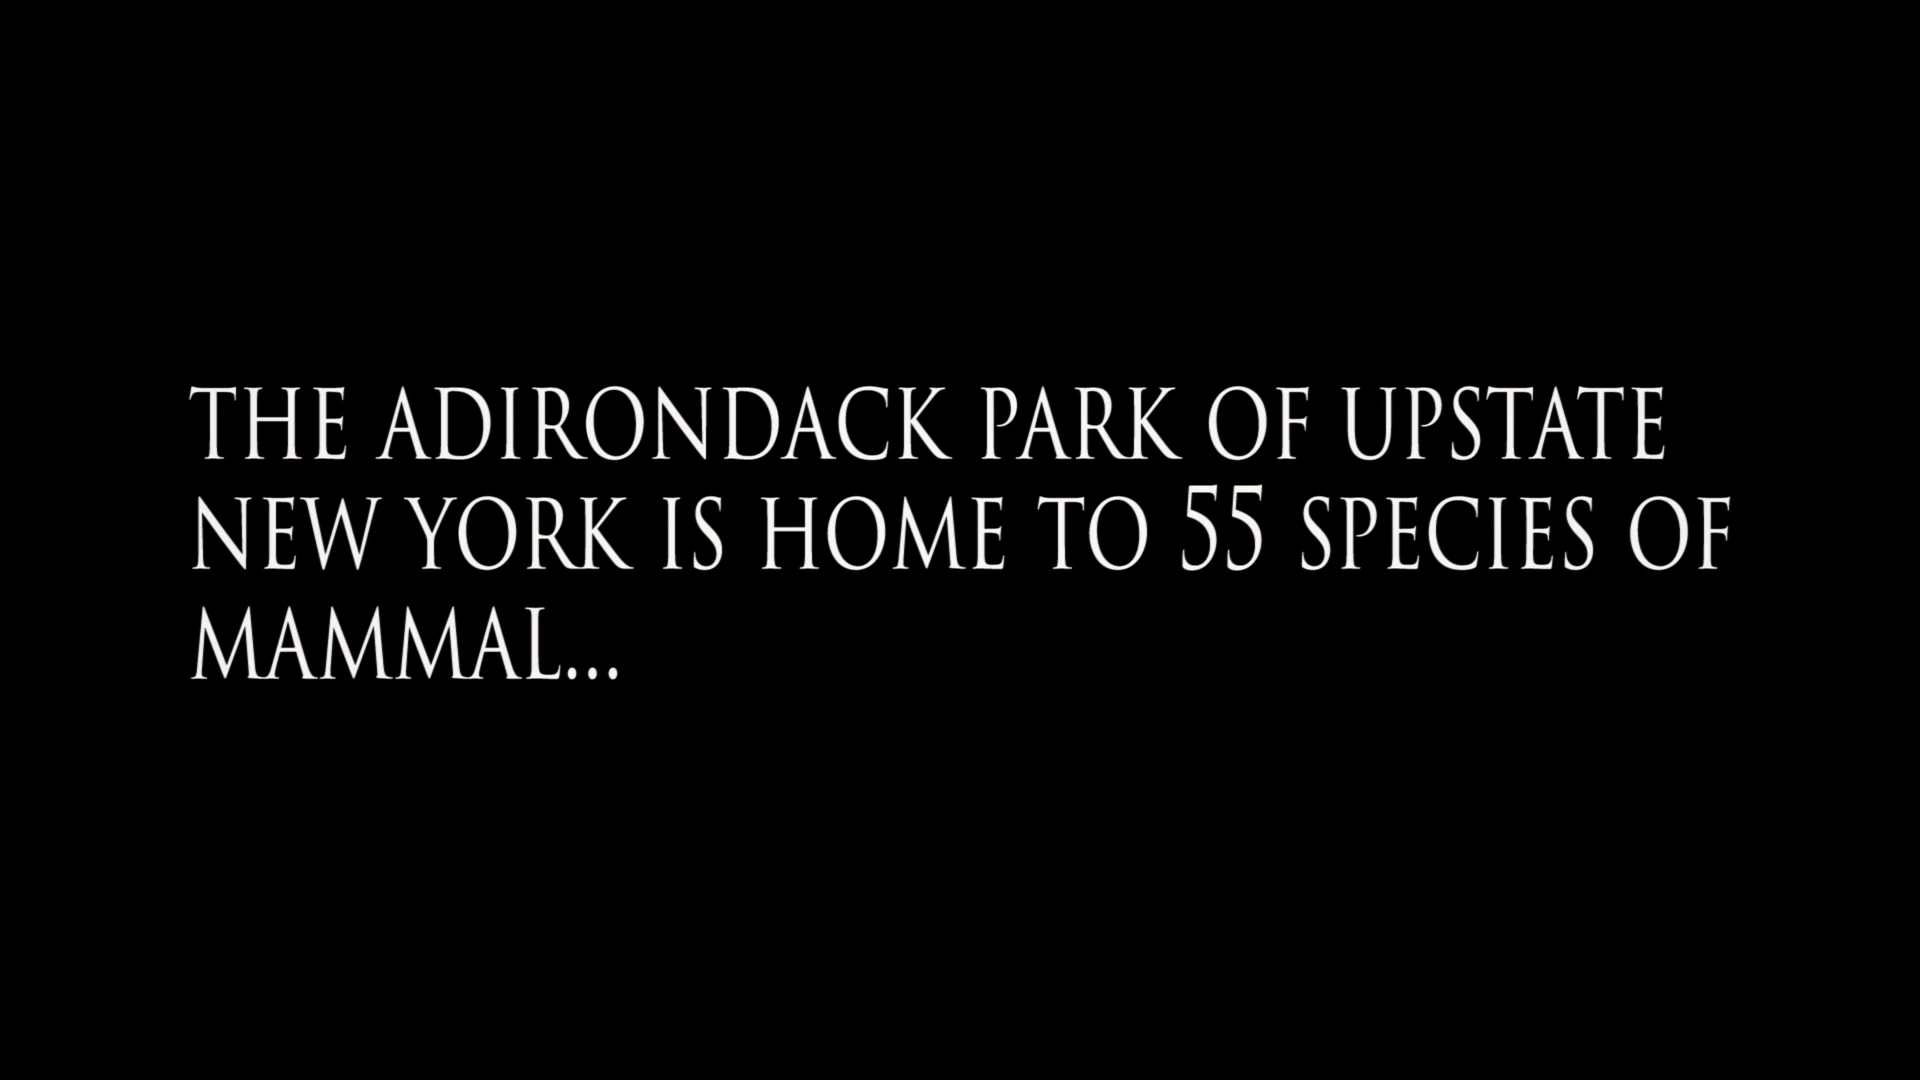 THE ADIRONDACK PARK OF UPSTATE
NEW YORK IS HOME TO 55 SPECIES OF
MAMMAL...